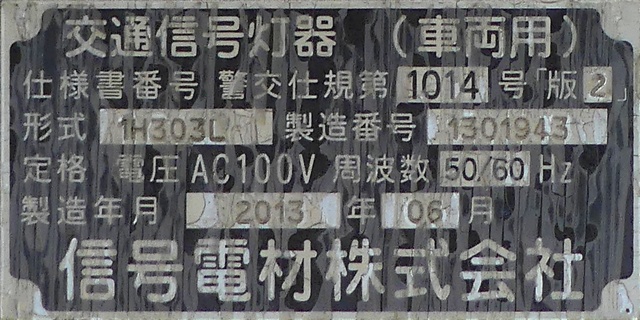 交通信号灯器 (車両用)
仕様書番号 警交仕規第 1014 号「版 2」
形式 1H303L 製造番号 1301943
定格 電圧 AC100V 周波数 50/60 Hz
製造年月 2013 年 06 月
信号電材株式会社